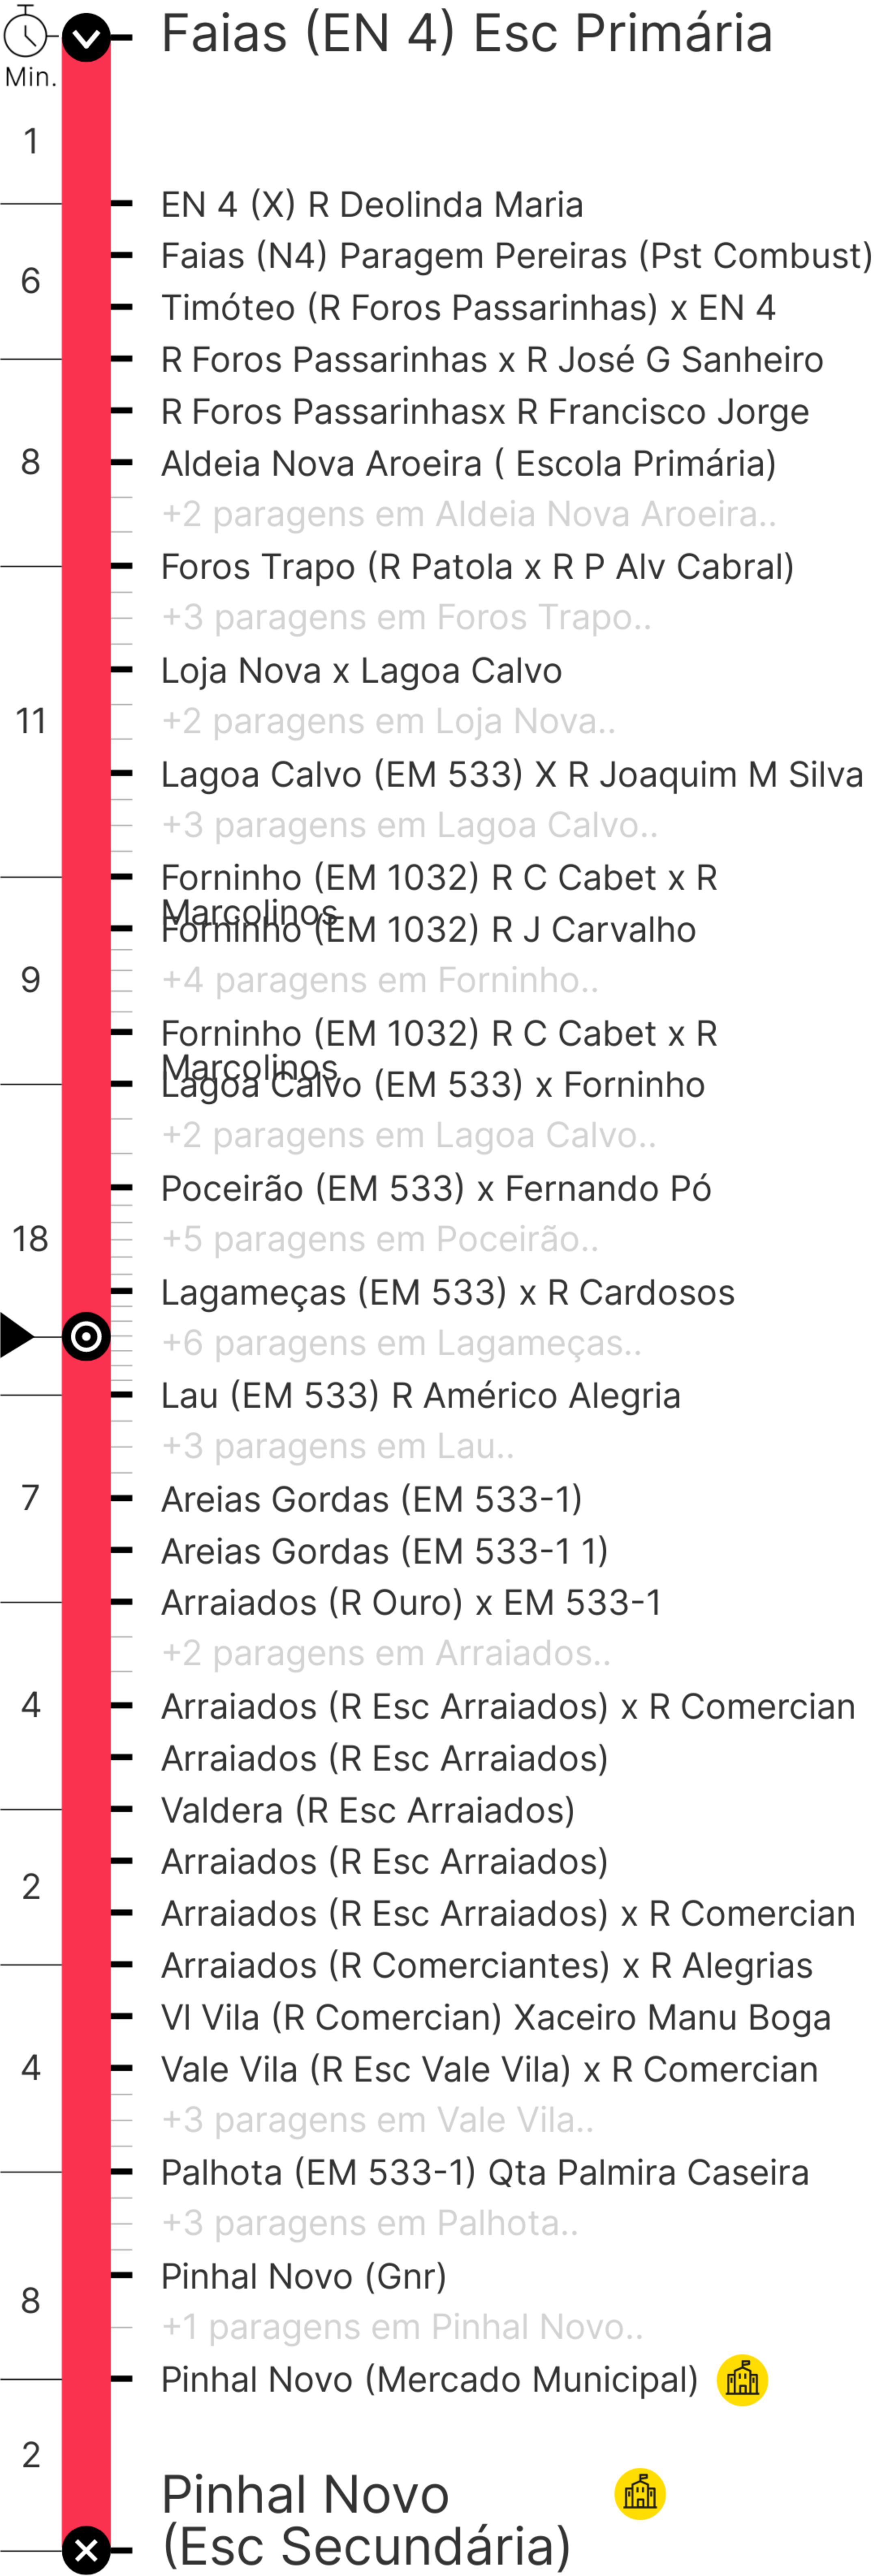 Faias (EN 4) Esc Primária
Min.
1
EN 4 (X) R Deolinda Maria
Faias (N4) Paragem Pereiras (Pst Combust)
6
Timóteo (R Foros Passarinhas) x EN 4
R Foros Passarinhas x R José G Sanheiro
R Foros Passarinhasx R Francisco Jorge
8
Aldeia Nova Aroeira ( Escola Primária)
+2 paragens em Aldeia Nova Aroeira..
Foros Trapo (R Patola x R P Alv Cabral)
+3 paragens em Foros Trapo..
Loja Nova x Lagoa Calvo
11
+2 paragens em Loja Nova..
Lagoa Calvo (EM 533) X R Joaquim M Silva
+3 paragens em Lagoa Calvo..
Forninho (EM 1032) R C Cabet x R
Marcolinos
Forninho (EM 1032) R J Carvalho
9
+4 paragens em Forninho..
Forninho (EM 1032) R C Cabet x R
Marcolinos
Lagoa Calvo (EM 533) x Forninho
+2 paragens em Lagoa Calvo..
Poceirão (EM 533) x Fernando Pó
18
+5 paragens em Poceirão..
Lagameças (EM 533) x R Cardosos
+6 paragens em Lagameças..
Lau (EM 533) R Américo Alegria
+3 paragens em Lau..
7
Areias Gordas (EM 533-1)
Areias Gordas (EM 533-1 1)
Arraiados (R Ouro) x EM 533-1
+2 paragens em Arraiados..
4
Arraiados (R Esc Arraiados) x R Comercian
Arraiados (R Esc Arraiados)
Valdera (R Esc Arraiados)
Arraiados (R Esc Arraiados)
2
Arraiados (R Esc Arraiados) x R Comercian
Arraiados (R Comerciantes) x R Alegrias
Vl Vila (R Comercian) Xaceiro Manu Boga
4
Vale Vila (R Esc Vale Vila) x R Comercian
+3 paragens em Vale Vila..
Palhota (EM 533-1) Qta Palmira Caseira
+3 paragens em Palhota..
Pinhal Novo (Gnr)
8
+1 paragens em Pinhal Novo..
Pinhal Novo (Mercado Municipal)
2
Pinhal Novo
(Esc Secundária)